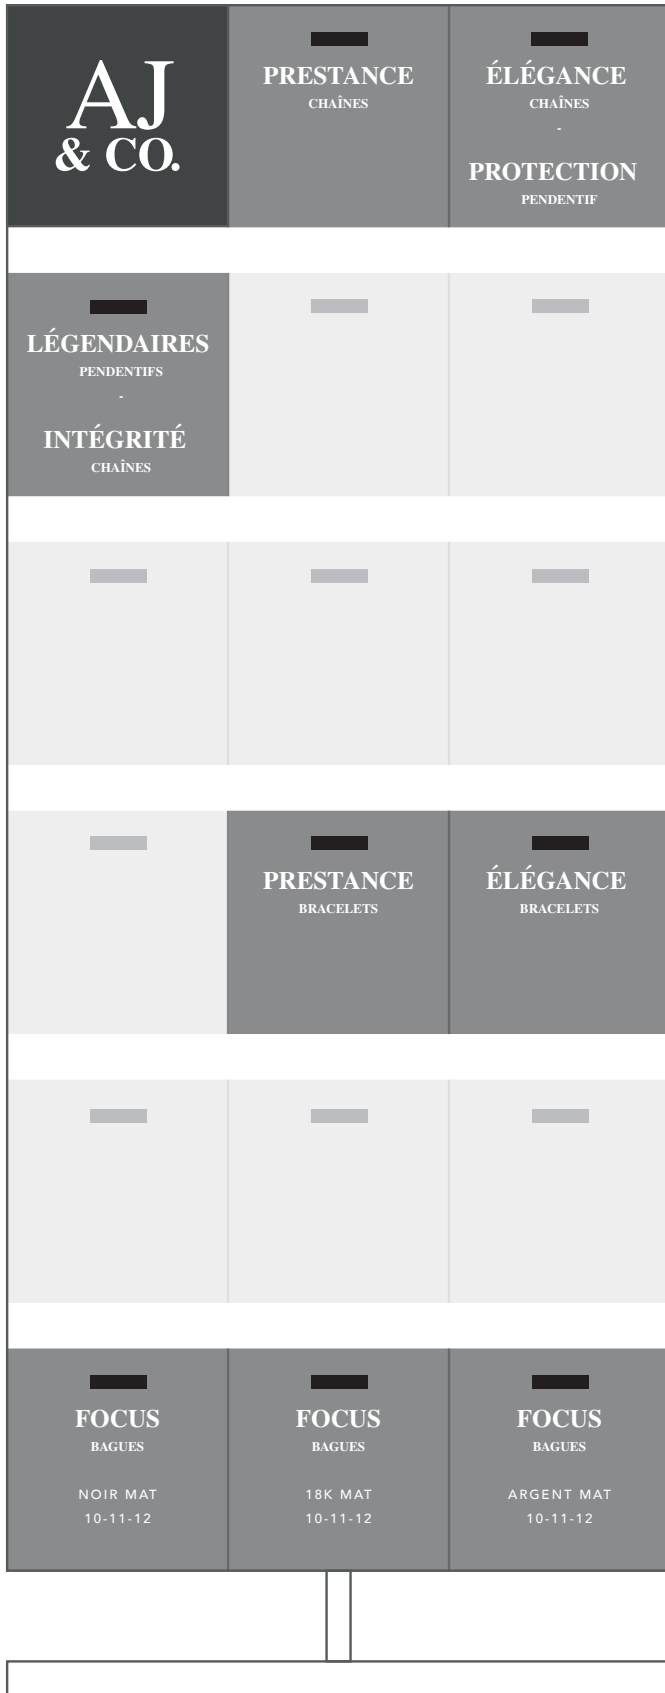 AJ
& CO.
PRESTANCE
CHAÎNES
ÉLÉGANCE
CHAÎNES
-
PROTECTION
PENDENTIF
LÉGENDAIRES
PENDENTIFS
-
INTÉGRITÉ
CHAÎNES
PRESTANCE
BRACELETS
ÉLÉGANCE
BRACELETS
FOCUS
BAGUES
NOIR MAT
10-11-12
FOCUS
BAGUES
18K MAT
10-11-12
FOCUS
BAGUES
ARGENT MAT
10-11-12